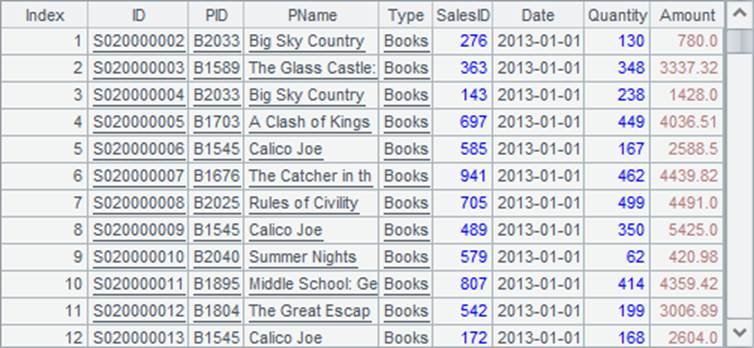 Index ID PID PName Type SalesID Date Quantity Amount
1 S020000002 B2033 Big Sky Country Books 276 2013-01-01 130 780.0
2 S020000003 B1589 The Glass Castle: Books 363 2013-01-01 348 3337.32
3 S020000004 B2033 Big Sky Country Books 143 2013-01-01 238 1428.0
4 S020000005 B1703 A Clash of Kings Books 697 2013-01-01 449 4036.51
5 S020000006 B1545 Calico Joe Books 585 2013-01-01 167 2588.5
6 S020000007 B1676 The Catcher in th Books 941 2013-01-01 462 4439.82
7 S020000008 B2025 Rules of Civility Books 705 2013-01-01 499 4491.0
8 S020000009 B1545 Calico Joe Books 489 2013-01-01 350 5425.0
9 S020000010 B2040 Summer Nights Books 579 2013-01-01 62 420.98
10 S020000011 B1895 Middle School: Ge Books 807 2013-01-01 414 4359.42
11 S020000012 B1804 The Great Escap Books 542 2013-01-01 199 3006.89
12 S020000013 B1545 Calico Joe Books 172 2013-01-01 168 2604.0